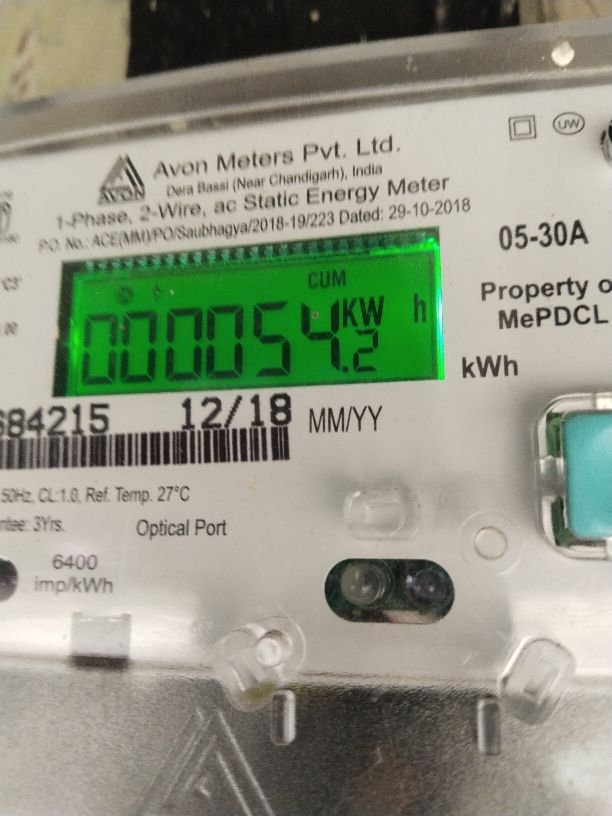 UW
Avon Meters Pvt. Ltd.
AVON
Dera Bassi (Near Chandigarh), India
1-Phase, 2-Wire, ac Static Energy Meter
P.O. No.: ACE(MM)/PO/Saubhagya/2018-19/223 Dated: 29-10-2018
05-30A
Property o
MePDCL
CUM
KW h
000054.2
kWh
684215 12/18 MM/YY
50Hz, CL:1.0, Ref. Temp. 27°C
ntee: 3Yrs.
Optical Port
6400
imp/kWh